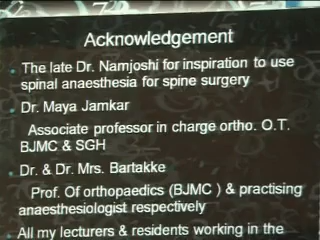 Acknowledgement
• The late Dr. Namjoshi for inspiration to use
spinal anaesthesia for spine surgery
• Dr. Maya Jamkar
Associate professor in charge ortho. O.T.
BJMC & SGH
• Dr. & Dr. Mrs. Bartakke
Prof. Of orthopaedics (BJMC ) & practising
anaesthesiologist respectively
• All my lecturers & residents working in the